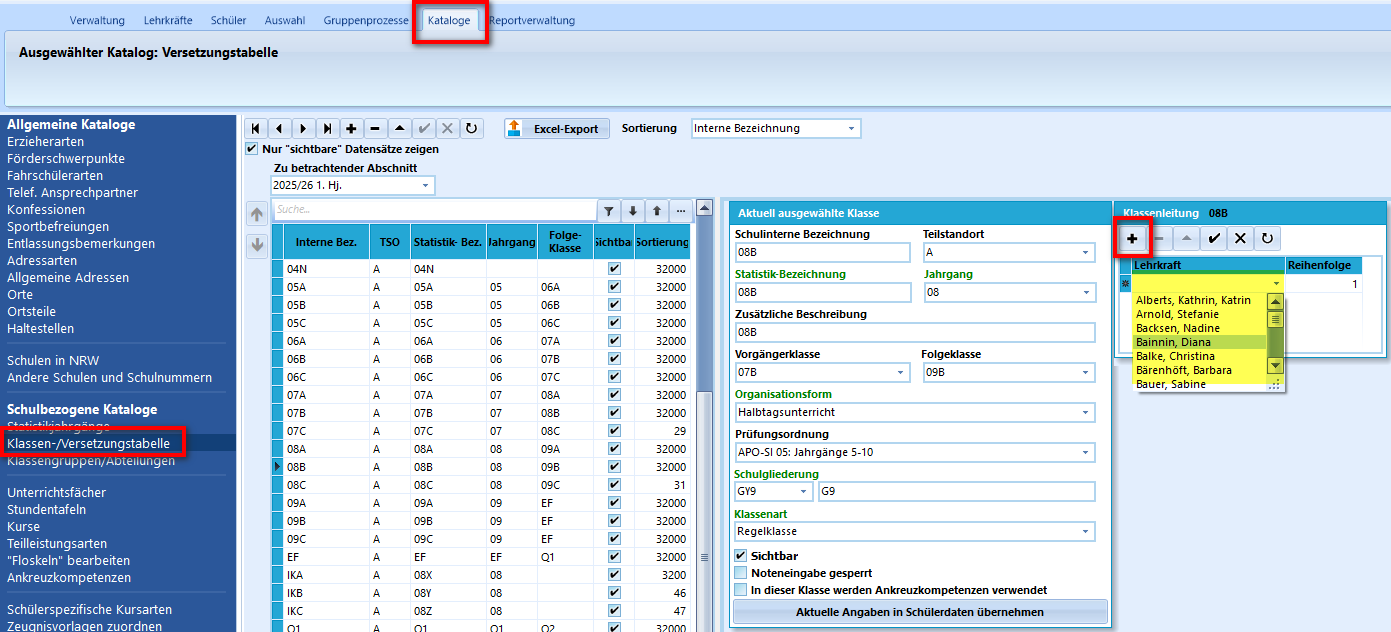 Verwaltung Lehrkräfte Schüler Auswahl Gruppenprozesse Kataloge Reportverwaltung
Ausgewählter Katalog: Versetzungstabelle
Allgemeine Kataloge
Erzieherarten
Förderschwerpunkte
Fahrschülerarten
Telef. Ansprechpartner
Konfessionen
Sportbefreiungen
Entlassungsbemerkungen
Adressarten
Allgemeine Adressen
Orte
Ortsteile
Haltestellen
Schulen in NRW
Andere Schulen und Schulnummern
Schulbezogene Kataloge
Statistikjahrgänge
Klassen-/Versetzungstabelle
Klassengruppen/Abteilungen
Unterrichtsfächer
Stundentafeln
Kurse
Teilleistungsarten
"Floskeln" bearbeiten
Ankreuzkompetenzen
Schülerspezifische Kursarten
Zeugnisvorlagen zuordnen
Excel-Export Sortierung Interne Bezeichnung
Nur "sichtbare" Datensätze zeigen
Zu betrachtender Abschnitt
2025/26 1. Hj.
Suche...
Interne Bez. TSO Statistik- Bez. Jahrgang Folge-Klasse Sichtba Sortierung
04N A 04N 32000
05A A 05A 05 06A 32000
05B A 05B 05 06B 32000
05C A 05C 05 06C 32000
06A A 06A 06 07A 32000
06B A 06B 06 07B 32000
06C A 06C 06 07C 32000
07A A 07A 07 08A 32000
07B A 07B 07 08B 32000
07C A 07C 07 08C 29
08A A 08A 08 09A 32000
08B A 08B 08 09B 32000
08C A 08C 08 09C 31
09A A 09A 09 EF 32000
09B A 09B 09 EF 32000
09C A 09C 09 EF 32000
EF A EF EF Q1 32000
IKA A 08X 08 3200
IKB A 08Y 08 46
IKC A 08Z 08 47
Q1 A Q1 Q1 Q2 32000
Aktuell ausgewählte Klasse
Schulinterne Bezeichnung Teilstandort
08B A
Statistik-Bezeichnung Jahrgang
08B 08
Zusätzliche Beschreibung
08B
Vorgängerklasse Folgeklasse
07B 09B
Organisationsform
Halbtagsunterricht
Prüfungsordnung
APO-SI 05: Jahrgänge 5-10
Schulgliederung
GY9 G9
Klassenart
Regelklasse
Sichtbar
Noteneingabe gesperrt
In dieser Klasse werden Ankreuzkompetenzen verwendet
Aktuelle Angaben in Schülerdaten übernehmen
Klassenleitung 08B
Lehrkraft Reihenfolge
1
Alberts, Kathrin, Katrin
Arnold, Stefanie
Backsen, Nadine
Bainnin, Diana
Balke, Christina
Bärenhöft, Barbara
Bauer, Sabine